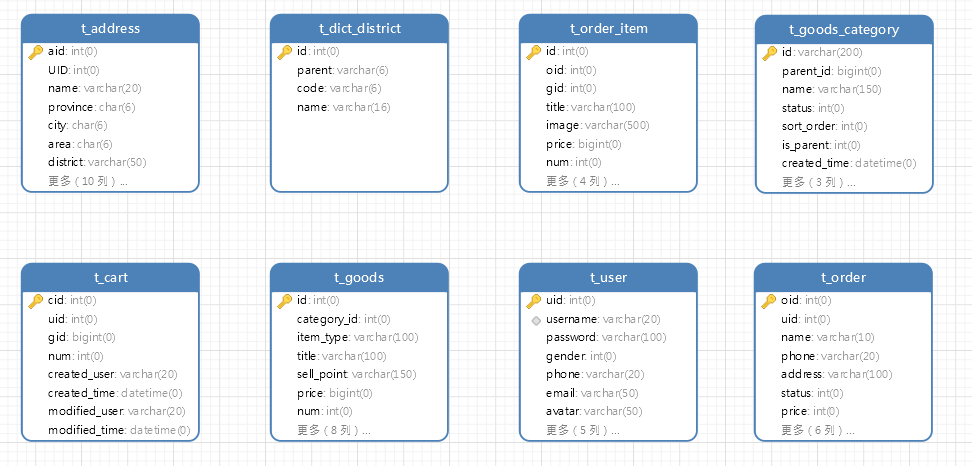 t_address
aid: int(0)
UID: int(0)
name: varchar(20)
province: char(6)
city: char(6)
area: char(6)
district: varchar(50)
更多 ( 10 列 ) ...
t_dict_district
id: int(0)
parent: varchar(6)
code: varchar(6)
name: varchar(16)
t_order_item
id: int(0)
oid: int(0)
gid: int(0)
title: varchar(100)
image: varchar(500)
price: bigint(0)
num: int(0)
更多 ( 4 列 ) ...
t_goods_category
id: varchar(200)
parent_id: bigint(0)
name: varchar(150)
status: int(0)
sort_order: int(0)
is_parent: int(0)
created_time: datetime(0)
更多 ( 3 列 ) ...
t_cart
cid: int(0)
uid: int(0)
gid: bigint(0)
num: int(0)
created_user: varchar(20)
created_time: datetime(0)
modified_user: varchar(20)
modified_time: datetime(0)
t_goods
id: int(0)
category_id: int(0)
item_type: varchar(100)
title: varchar(100)
sell_point: varchar(150)
price: bigint(0)
num: int(0)
更多 ( 8 列 ) ...
t_user
uid: int(0)
username: varchar(20)
password: varchar(100)
gender: int(0)
phone: varchar(20)
email: varchar(50)
avatar: varchar(50)
更多 ( 5 列 ) ...
t_order
oid: int(0)
uid: int(0)
name: varchar(10)
phone: varchar(20)
address: varchar(100)
status: int(0)
price: int(0)
更多 ( 6 列 ) ...